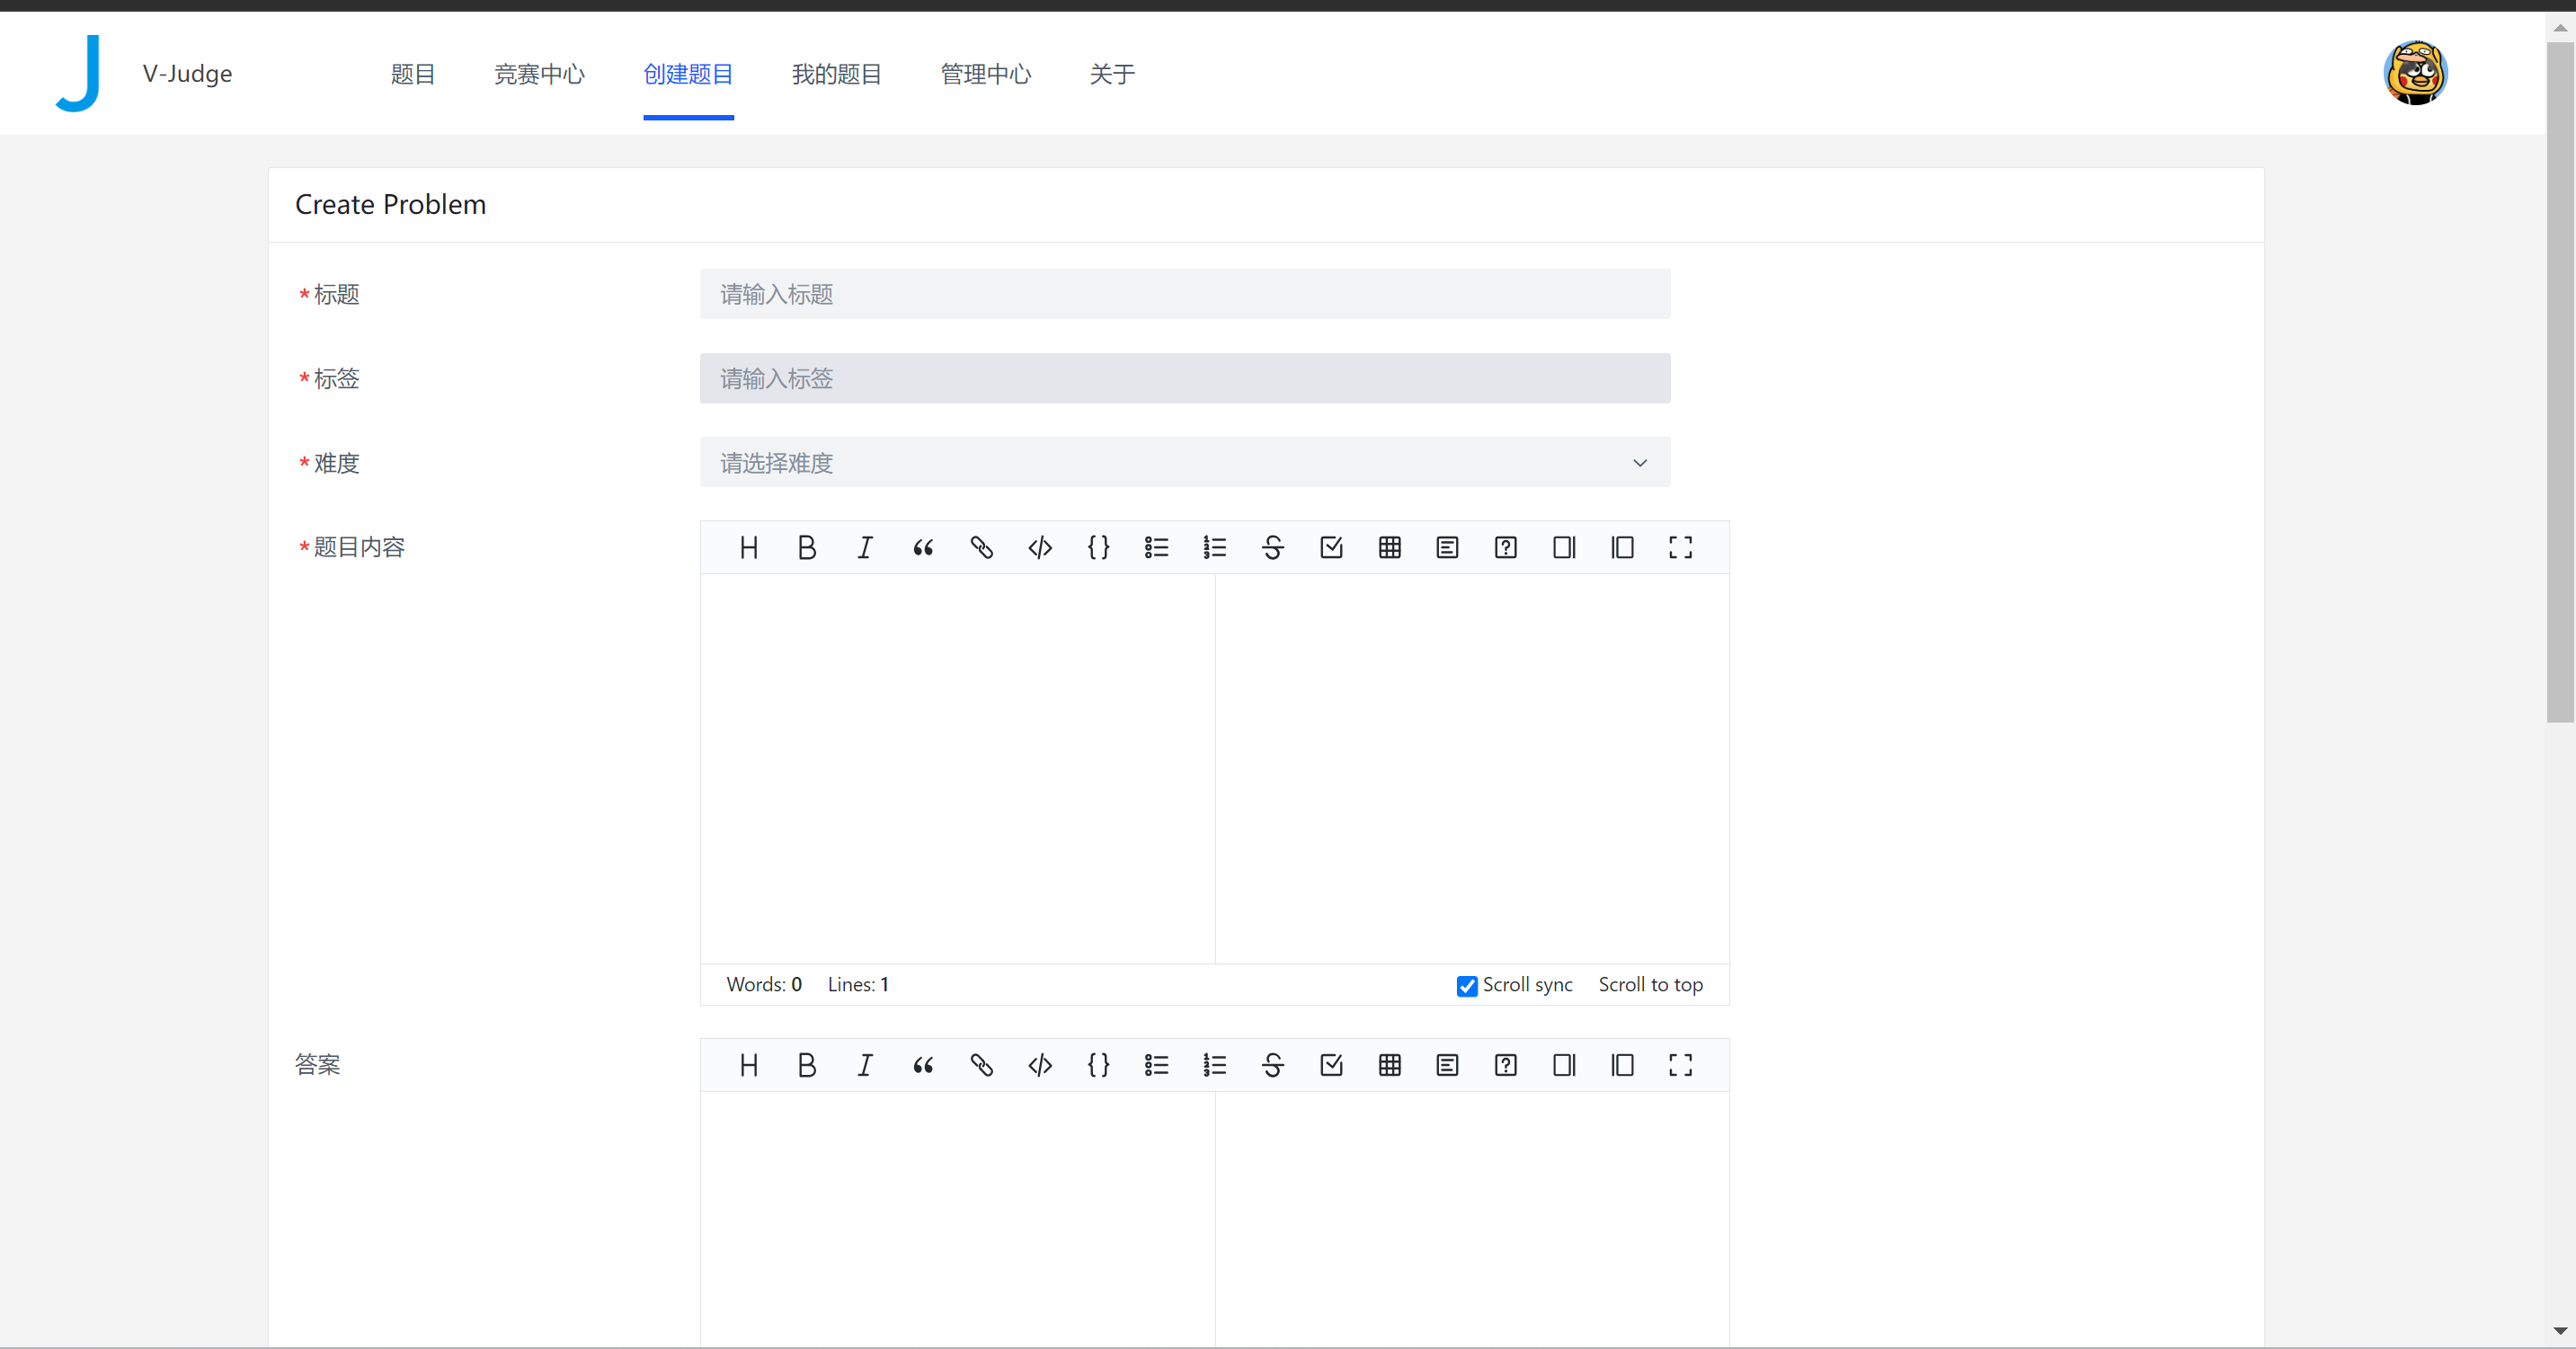 V-Judge 题目 竞赛中心 创建题目 我的题目 管理中心 关于
Create Problem
*标题 请输入标题
*标签 请输入标签
*难度 请选择难度
*题目内容
Words: 0 Lines: 1 Scroll sync Scroll to top
答案